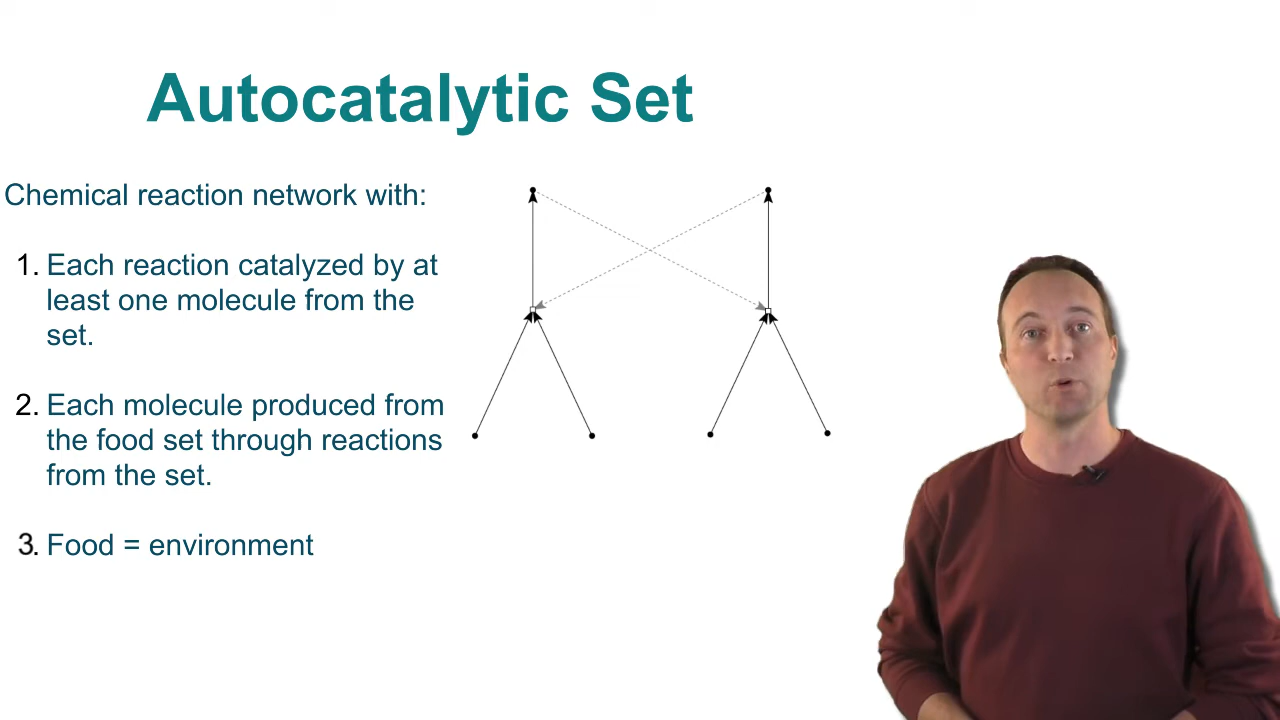 Autocatalytic Set
Chemical reaction network with:
1. Each reaction catalyzed by at
least one molecule from the
set.
2. Each molecule produced from
the food set through reactions
from the set.
3. Food = environment